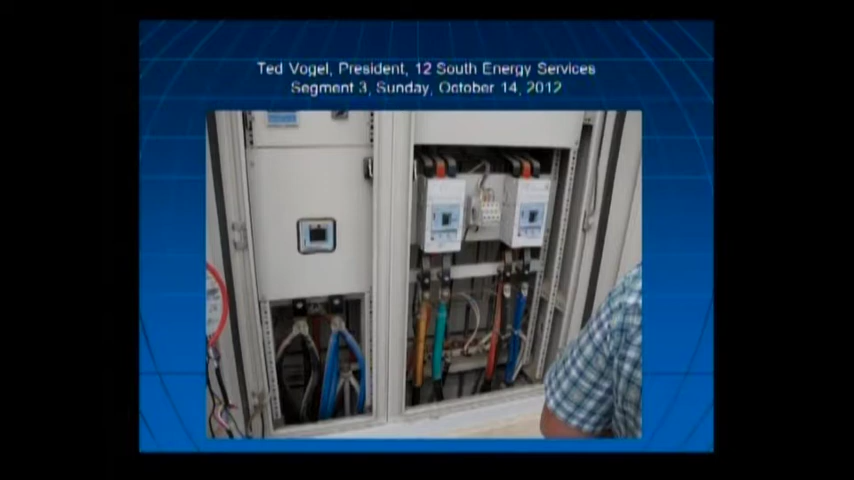 Ted Vogel, President, 12 South Energy Services
Segment 3, Sunday, October 14, 2012